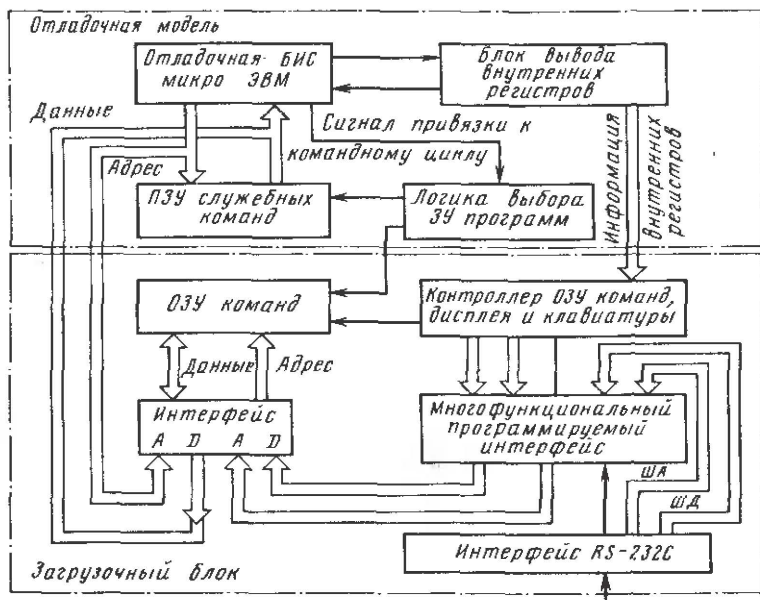 Отладочная модель
Отладочная БИС
микро ЭВМ
Блок вывода
внутренних
регистров
Данные
Сигнал привязки к
командному циклу
Адрес
ПЗУ служебных
команд
Логика выбора
ЗУ программ
Информация
внутренних
регистров
ОЗУ команд
Контроллер ОЗУ команд,
дисплея и клавиатуры
Данные
Адрес
Интерфейс
А D А D
Многофункциональный
программируемый
интерфейс
ША
ШД
Интерфейс RS-232C
Загрузочный блок